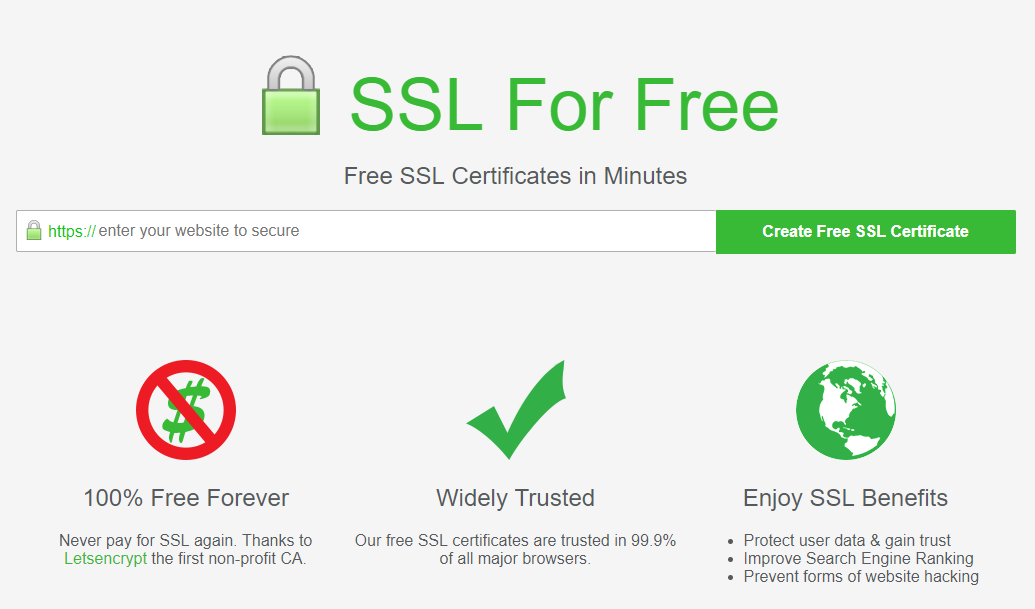 SSL For Free
Free SSL Certificates in Minutes
https:// enter your website to secure
Create Free SSL Certificate
100% Free Forever
Never pay for SSL again. Thanks to
Letsencrypt the first non-profit CA.
Widely Trusted
Our free SSL certificates are trusted in 99.9%
of all major browsers.
Enjoy SSL Benefits
• Protect user data & gain trust
• Improve Search Engine Ranking
• Prevent forms of website hacking